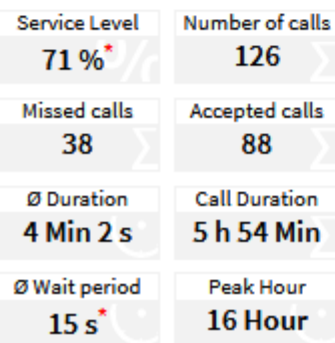 Service Level
71 %*
Number of calls
126
Missed calls
38
Accepted calls
88
Ø Duration
4 Min 2 s
Call Duration
5 h 54 Min
Ø Wait period
15 s*
Peak Hour
16 Hour